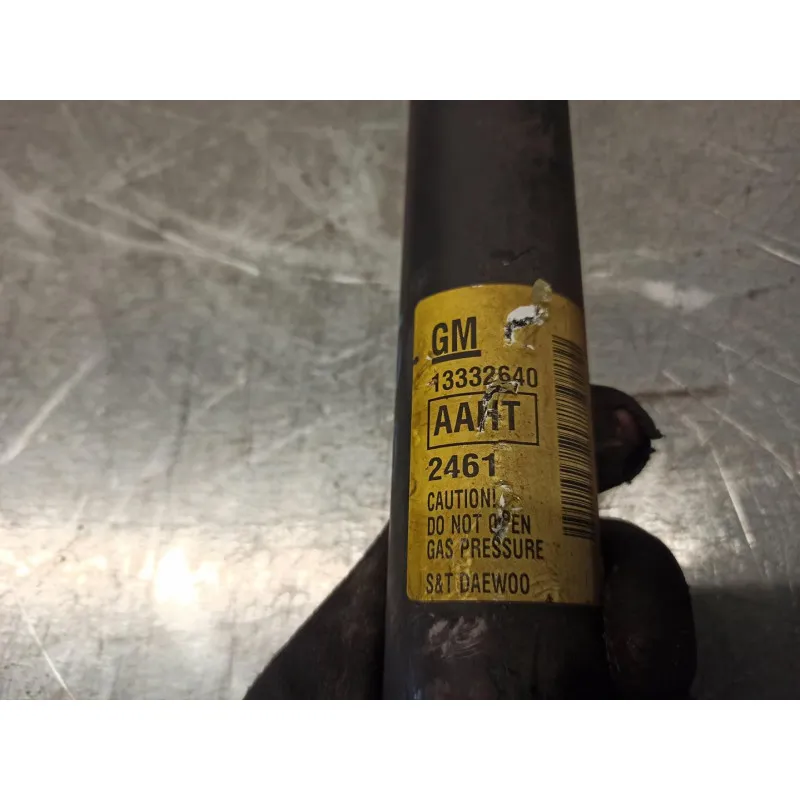 GM
13332640
AAHT
2461
CAUTION!
DO NOT OPEN
GAS PRESSURE
S&T DAEWOO